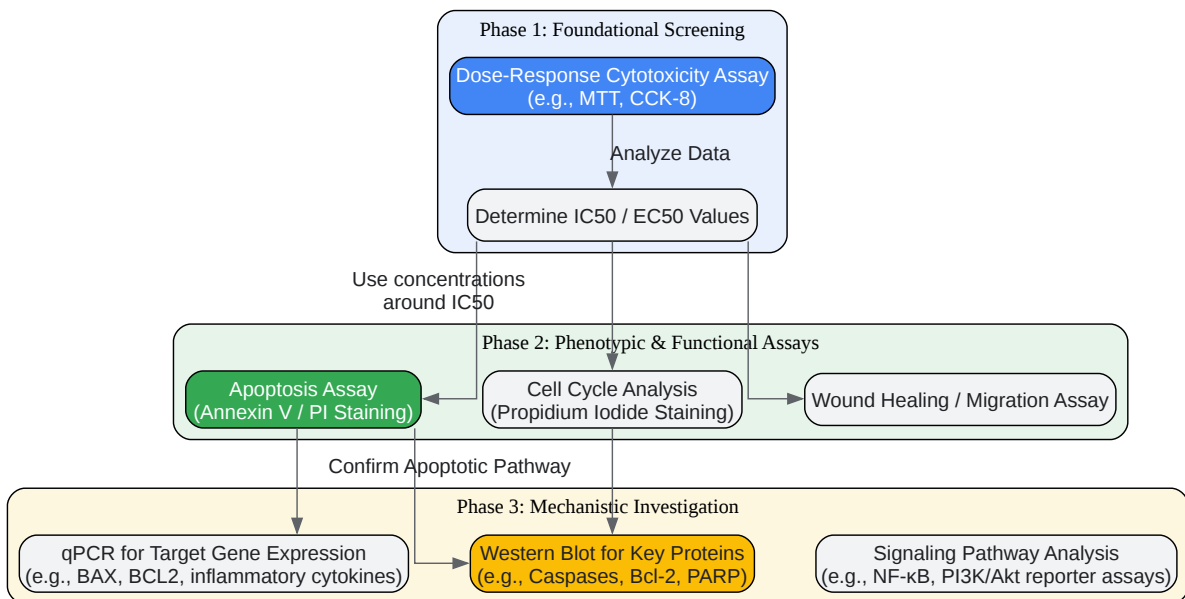 Phase 1: Foundational Screening
Dose-Response Cytotoxicity Assay
(e.g., MTT, CCK-8)
Analyze Data
Determine IC50 / EC50 Values
Use concentrations
around IC50
Phase 2: Phenotypic & Functional Assays
Apoptosis Assay
(Annexin V / PI Staining)
Cell Cycle Analysis
(Propidium Iodide Staining)
Wound Healing / Migration Assay
Confirm Apoptotic Pathway
Phase 3: Mechanistic Investigation
qPCR for Target Gene Expression
(e.g., BAX, BCL2, inflammatory cytokines)
Western Blot for Key Proteins
(e.g., Caspases, Bcl-2, PARP)
Signaling Pathway Analysis
(e.g., NF-κB, PI3K/Akt reporter assays)